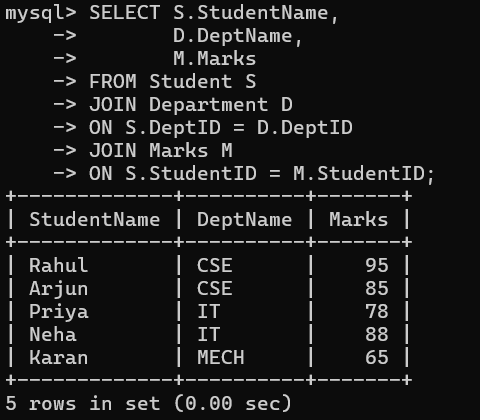 mysql> SELECT S.StudentName,
    ->        D.DeptName,
    ->        M.Marks
    -> FROM Student S
    -> JOIN Department D
    -> ON S.DeptID = D.DeptID
    -> JOIN Marks M
    -> ON S.StudentID = M.StudentID;
+-------------+----------+-------+
| StudentName | DeptName | Marks |
+-------------+----------+-------+
| Rahul       | CSE      |    95 |
| Arjun       | CSE      |    85 |
| Priya       | IT       |    78 |
| Neha        | IT       |    88 |
| Karan       | MECH     |    65 |
+-------------+----------+-------+
5 rows in set (0.00 sec)